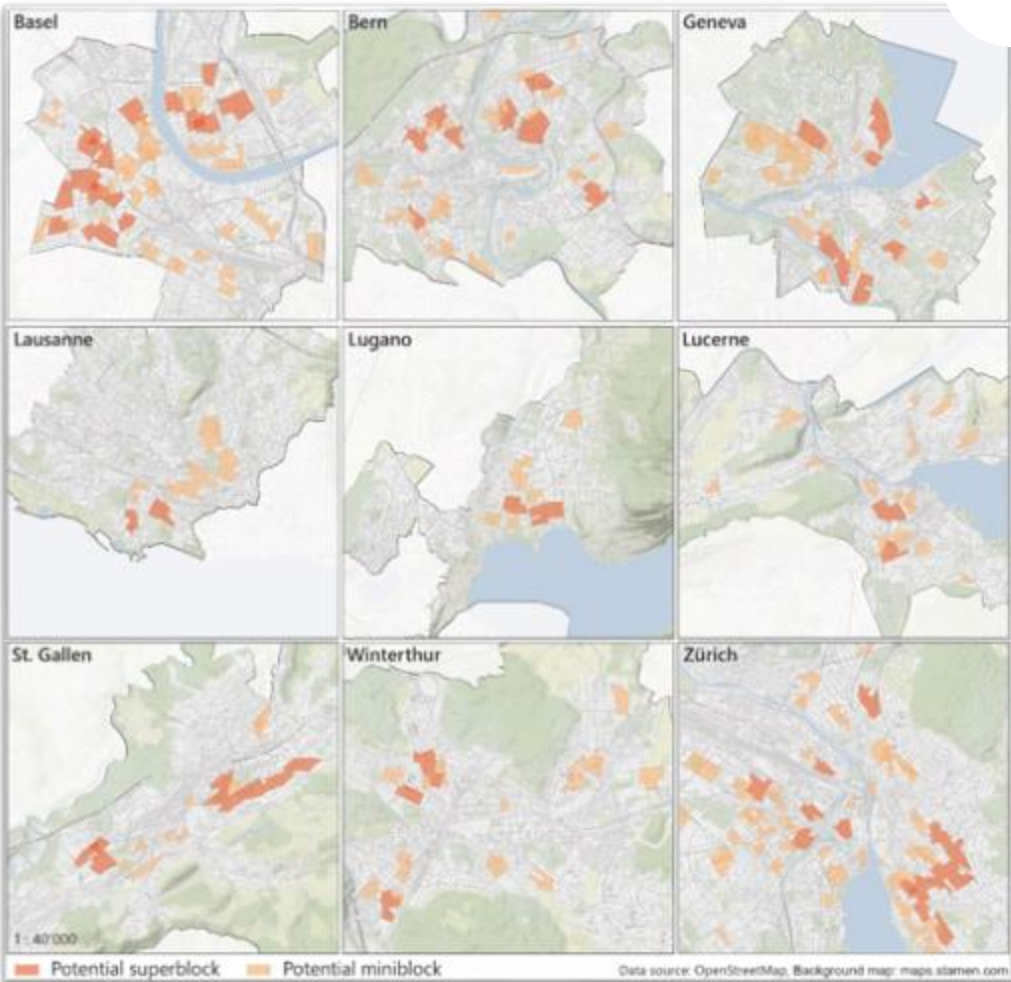 Basel
Bern
Geneva
Lausanne
Lugano
Lucerne
St. Gallen
Winterthur
Zürich
1 : 40'000
Potential superblock
Potential miniblock
Data source: OpenStreetMap, Background map: maps.stamen.com